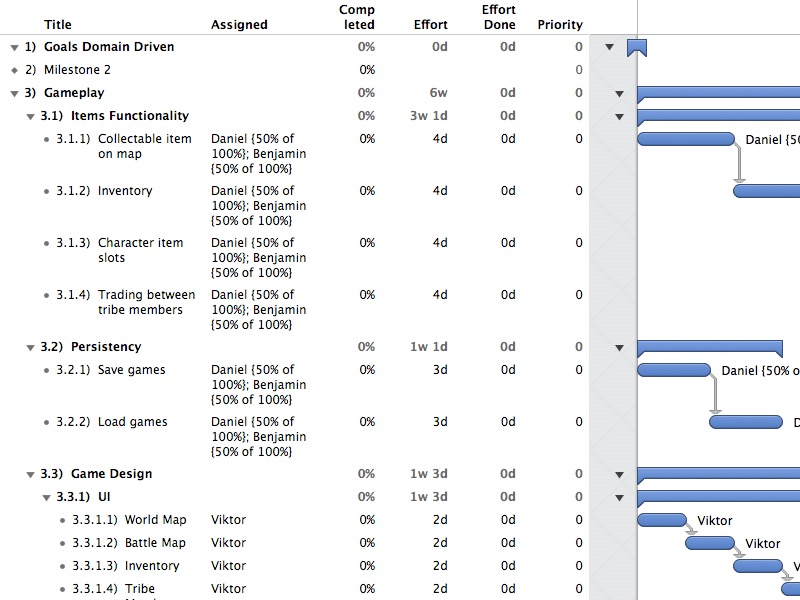 Title Assigned Comp leted Effort Effort Done Priority
1) Goals Domain Driven 0% 0d 0d 0
2) Milestone 2 0% 0
3) Gameplay 0% 6w 0d 0
3.1) Items Functionality 0% 3w 1d 0d 0
3.1.1) Collectable item Daniel {50% of 0% 4d 0d 0 Daniel {50
on map 100%}; Benjamin
{50% of 100%}
3.1.2) Inventory Daniel {50% of 0% 4d 0d 0
100%}; Benjamin
{50% of 100%}
3.1.3) Character item Daniel {50% of 0% 4d 0d 0
slots 100%}; Benjamin
{50% of 100%}
3.1.4) Trading between Daniel {50% of 0% 4d 0d 0
tribe members 100%}; Benjamin
{50% of 100%}
3.2) Persistency 0% 1w 1d 0d 0
3.2.1) Save games Daniel {50% of 0% 3d 0d 0 Daniel {50% o
100%}; Benjamin
{50% of 100%}
3.2.2) Load games Daniel {50% of 0% 3d 0d 0 D
100%}; Benjamin
{50% of 100%}
3.3) Game Design 0% 1w 3d 0d 0
3.3.1) UI 0% 1w 3d 0d 0
3.3.1.1) World Map Viktor 0% 2d 0d 0 Viktor
3.3.1.2) Battle Map Viktor 0% 2d 0d 0 Viktor
3.3.1.3) Inventory Viktor 0% 2d 0d 0 V
3.3.1.4) Tribe Viktor 0% 2d 0d 0